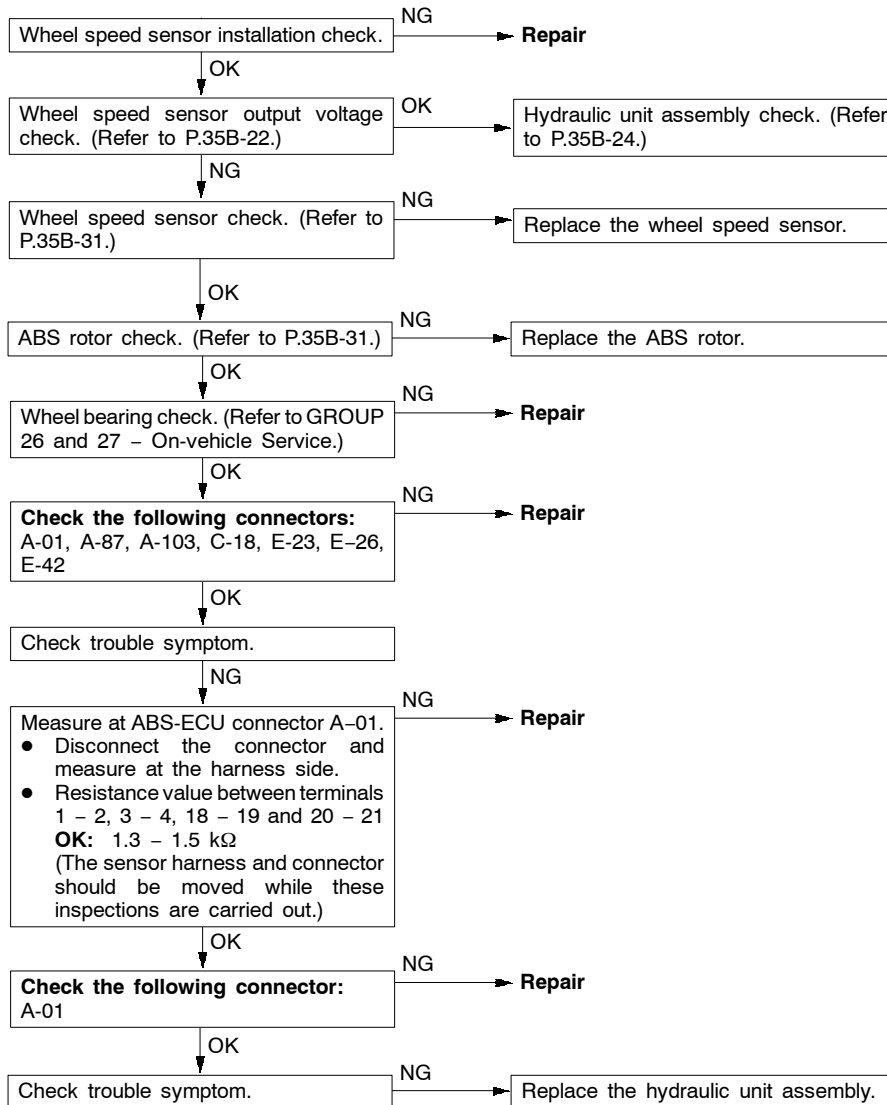 NG
Wheel speed sensor installation check.
Repair
OK
Wheel speed sensor output voltage
check. (Refer to P.35B-22.)
OK
Hydraulic unit assembly check. (Refer
to P.35B-24.)
NG
Wheel speed sensor check. (Refer to
P.35B-31.)
NG
Replace the wheel speed sensor.
OK
ABS rotor check. (Refer to P.35B-31.)
NG
Replace the ABS rotor.
OK
Wheel bearing check. (Refer to GROUP
26 and 27 – On-vehicle Service.)
NG
Repair
OK
Check the following connectors:
A-01, A-87, A-103, C-18, E-23, E–26,
E-42
NG
Repair
OK
Check trouble symptom.
NG
Measure at ABS-ECU connector A–01.
● Disconnect the connector and
measure at the harness side.
● Resistance value between terminals
1 – 2, 3 – 4, 18 – 19 and 20 – 21
OK: 1.3 – 1.5 kΩ
(The sensor harness and connector
should be moved while these
inspections are carried out.)
NG
Repair
OK
Check the following connector:
A-01
NG
Repair
OK
Check trouble symptom.
NG
Replace the hydraulic unit assembly.